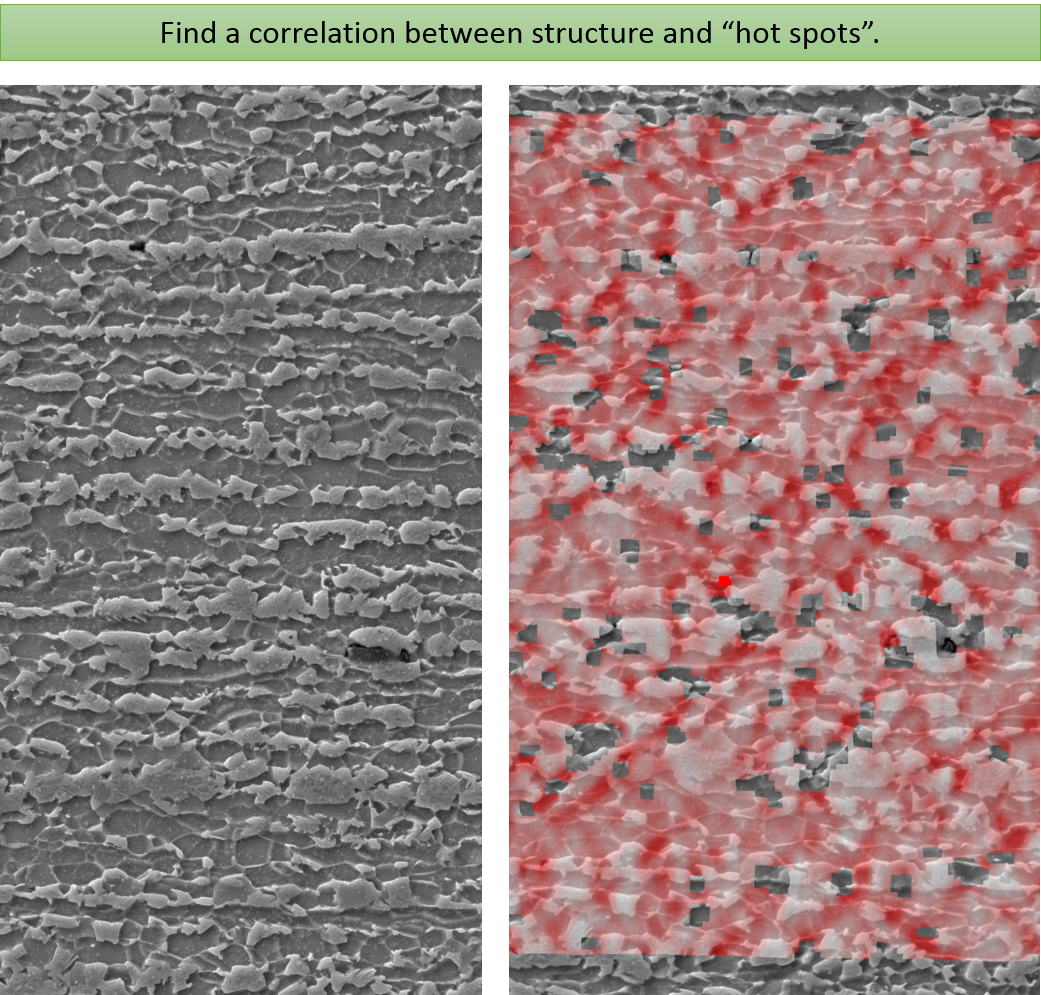 Find a correlation between structure and “hot spots”.